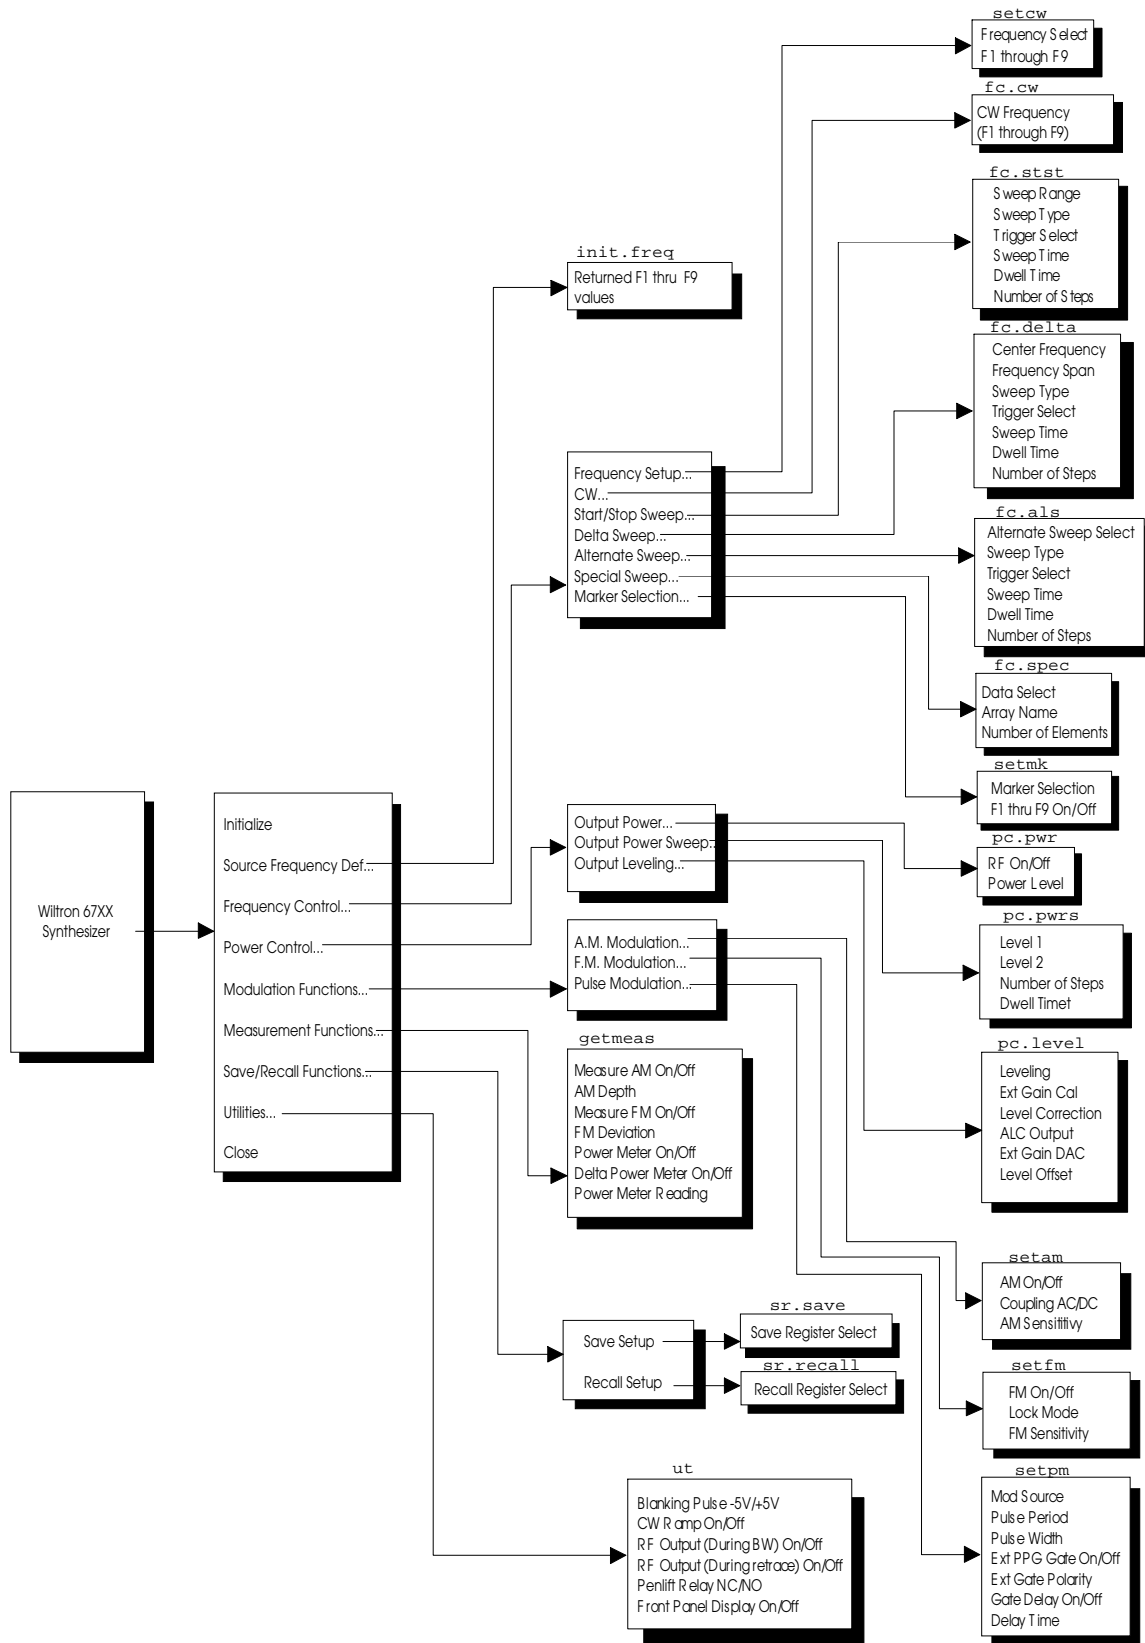 Wiltron 67XX
Synthesizer
Initialize
Source Frequency Def...
Frequency Control...
Power Control...
Modulation Functions...
Measurement Functions...
Save/Recall Functions...
Utilities...
Close
init.freq
Returned F1 thru F9
values
Frequency Setup...
CW...
Start/Stop Sweep...
Delta Sweep...
Alternate Sweep...
Special Sweep...
Marker Selection...
Output Power...
Output Power Sweep...
Output Leveling...
A.M. Modulation...
F.M. Modulation...
Pulse Modulation...
getmeas
Measure AM On/Off
AM Depth
Measure FM On/Off
FM Deviation
Power Meter On/Off
Delta Power Meter On/Off
Power Meter Reading
Save Setup
Recall Setup
sr.save
Save Register Select
sr.recall
Recall Register Select
ut
Blanking Pulse -5V/+5V
CW Ramp On/Off
RF Output (During BW) On/Off
RF Output (During retrace) On/Off
Penlift Relay NC/NO
Front Panel Display On/Off
setcw
Frequency Select
F1 through F9
fc.cw
CW Frequency
(F1 through F9)
fc.stst
Sweep Range
Sweep Type
Trigger Select
Sweep Time
Dwell Time
Number of Steps
fc.delta
Center Frequency
Frequency Span
Sweep Type
Trigger Select
Sweep Time
Dwell Time
Number of Steps
fc.als
Alternate Sweep Select
Sweep Type
Trigger Select
Sweep Time
Dwell Time
Number of Steps
fc.spec
Data Select
Array Name
Number of Elements
setmk
Marker Selection
F1 thru F9 On/Off
pc.pwr
RF On/Off
Power Level
pc.pwrs
Level 1
Level 2
Number of Steps
Dwell Timet
pc.level
Leveling
Ext Gain Cal
Level Correction
ALC Output
Ext Gain DAC
Level Offset
setam
AM On/Off
Coupling AC/DC
AM Sensititivy
setfm
FM On/Off
Lock Mode
FM Sensitivity
setpm
Mod Source
Pulse Period
Pulse Width
Ext PPG Gate On/Off
Ext Gate Polarity
Gate Delay On/Off
Delay Time